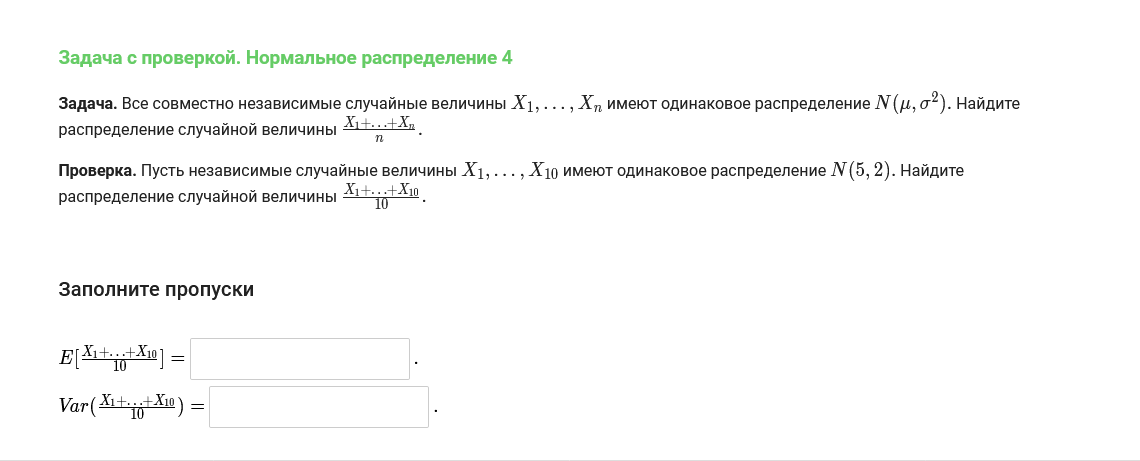 Задача с проверкой. Нормальное распределение 4
Задача. Все совместно независимые случайные величины $X_1, \ldots, X_n$ имеют одинаковое распределение $N(\mu, \sigma^2)$. Найдите
распределение случайной величины $\frac{X_1+\ldots+X_n}{n}$.
Проверка. Пусть независимые случайные величины $X_1, \ldots, X_{10}$ имеют одинаковое распределение $N(5, 2)$. Найдите
распределение случайной величины $\frac{X_1+\ldots+X_{10}}{10}$.
Заполните пропуски
$E[\frac{X_1+\ldots+X_{10}}{10}] =$ .
$Var(\frac{X_1+\ldots+X_{10}}{10}) =$ .